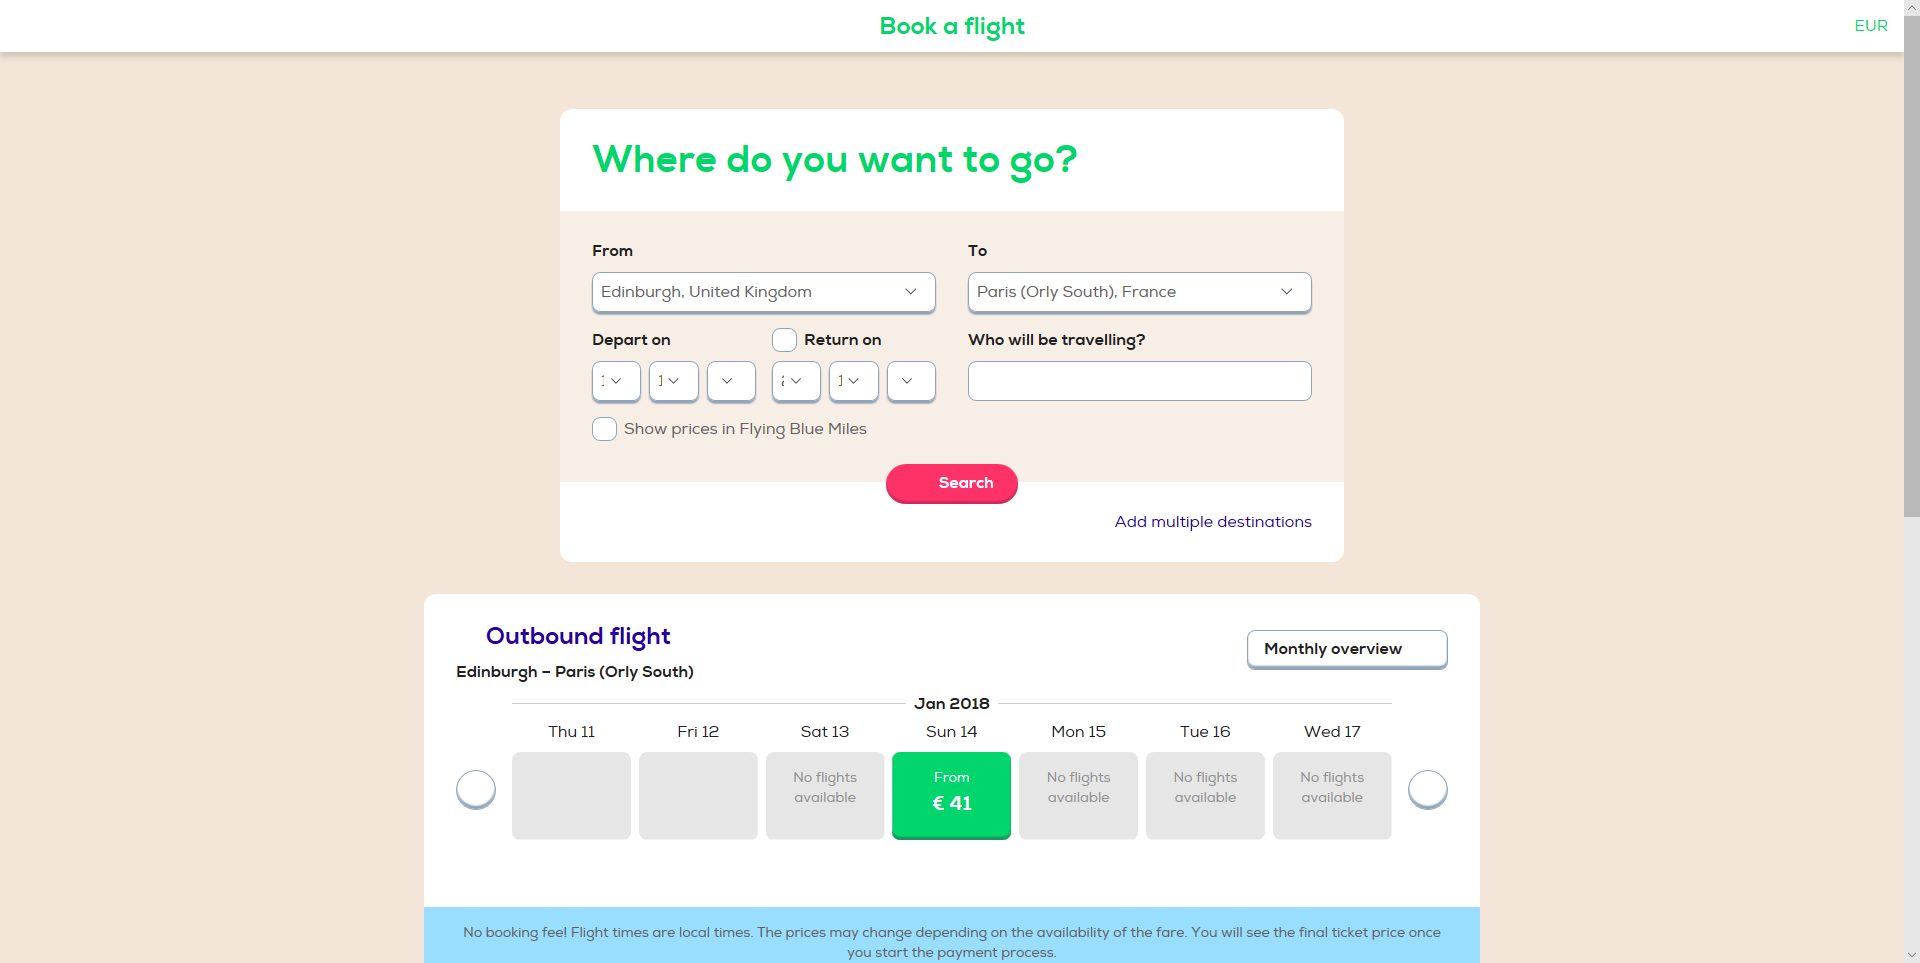 Book a flight
EUR
Where do you want to go?
From
To
Edinburgh, United Kingdom
Paris (Orly South), France
Depart on
Return on
Who will be travelling?
Show prices in Flying Blue Miles
Search
Add multiple destinations
Outbound flight
Monthly overview
Edinburgh – Paris (Orly South)
Jan 2018
Thu 11
Fri 12
Sat 13
Sun 14
Mon 15
Tue 16
Wed 17
No flights
available
From
€ 41
No flights
available
No flights
available
No flights
available
No booking fee! Flight times are local times. The prices may change depending on the availability of the fare. You will see the final ticket price once
you start the payment process.